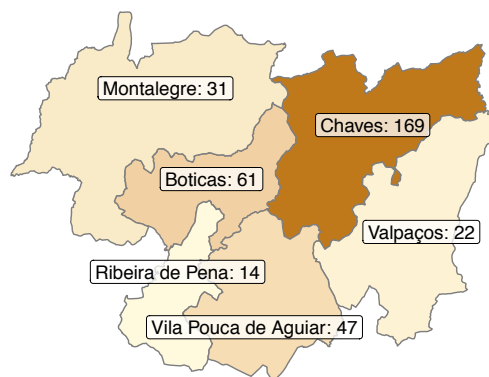 Montalegre: 31
Chaves: 169
Boticas: 61
Valpaços: 22
Ribeira de Pena: 14
Vila Pouca de Aguiar: 47